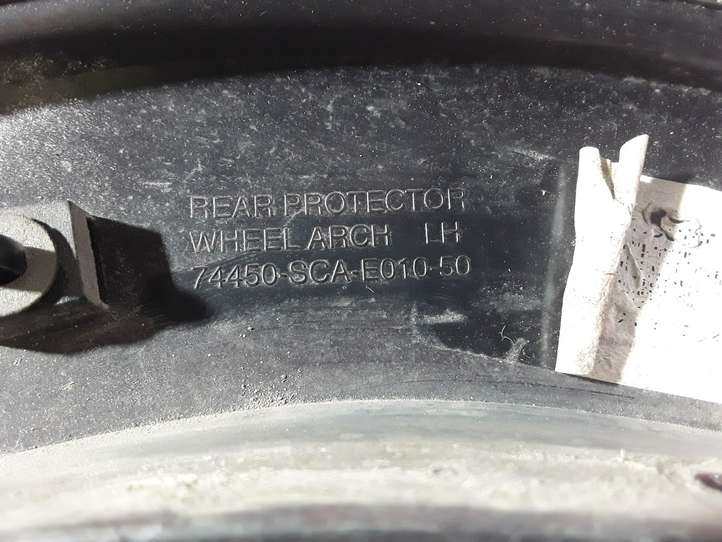 REAR PROTECTOR
WHEEL ARCH LH
74450-SCA-E010-50